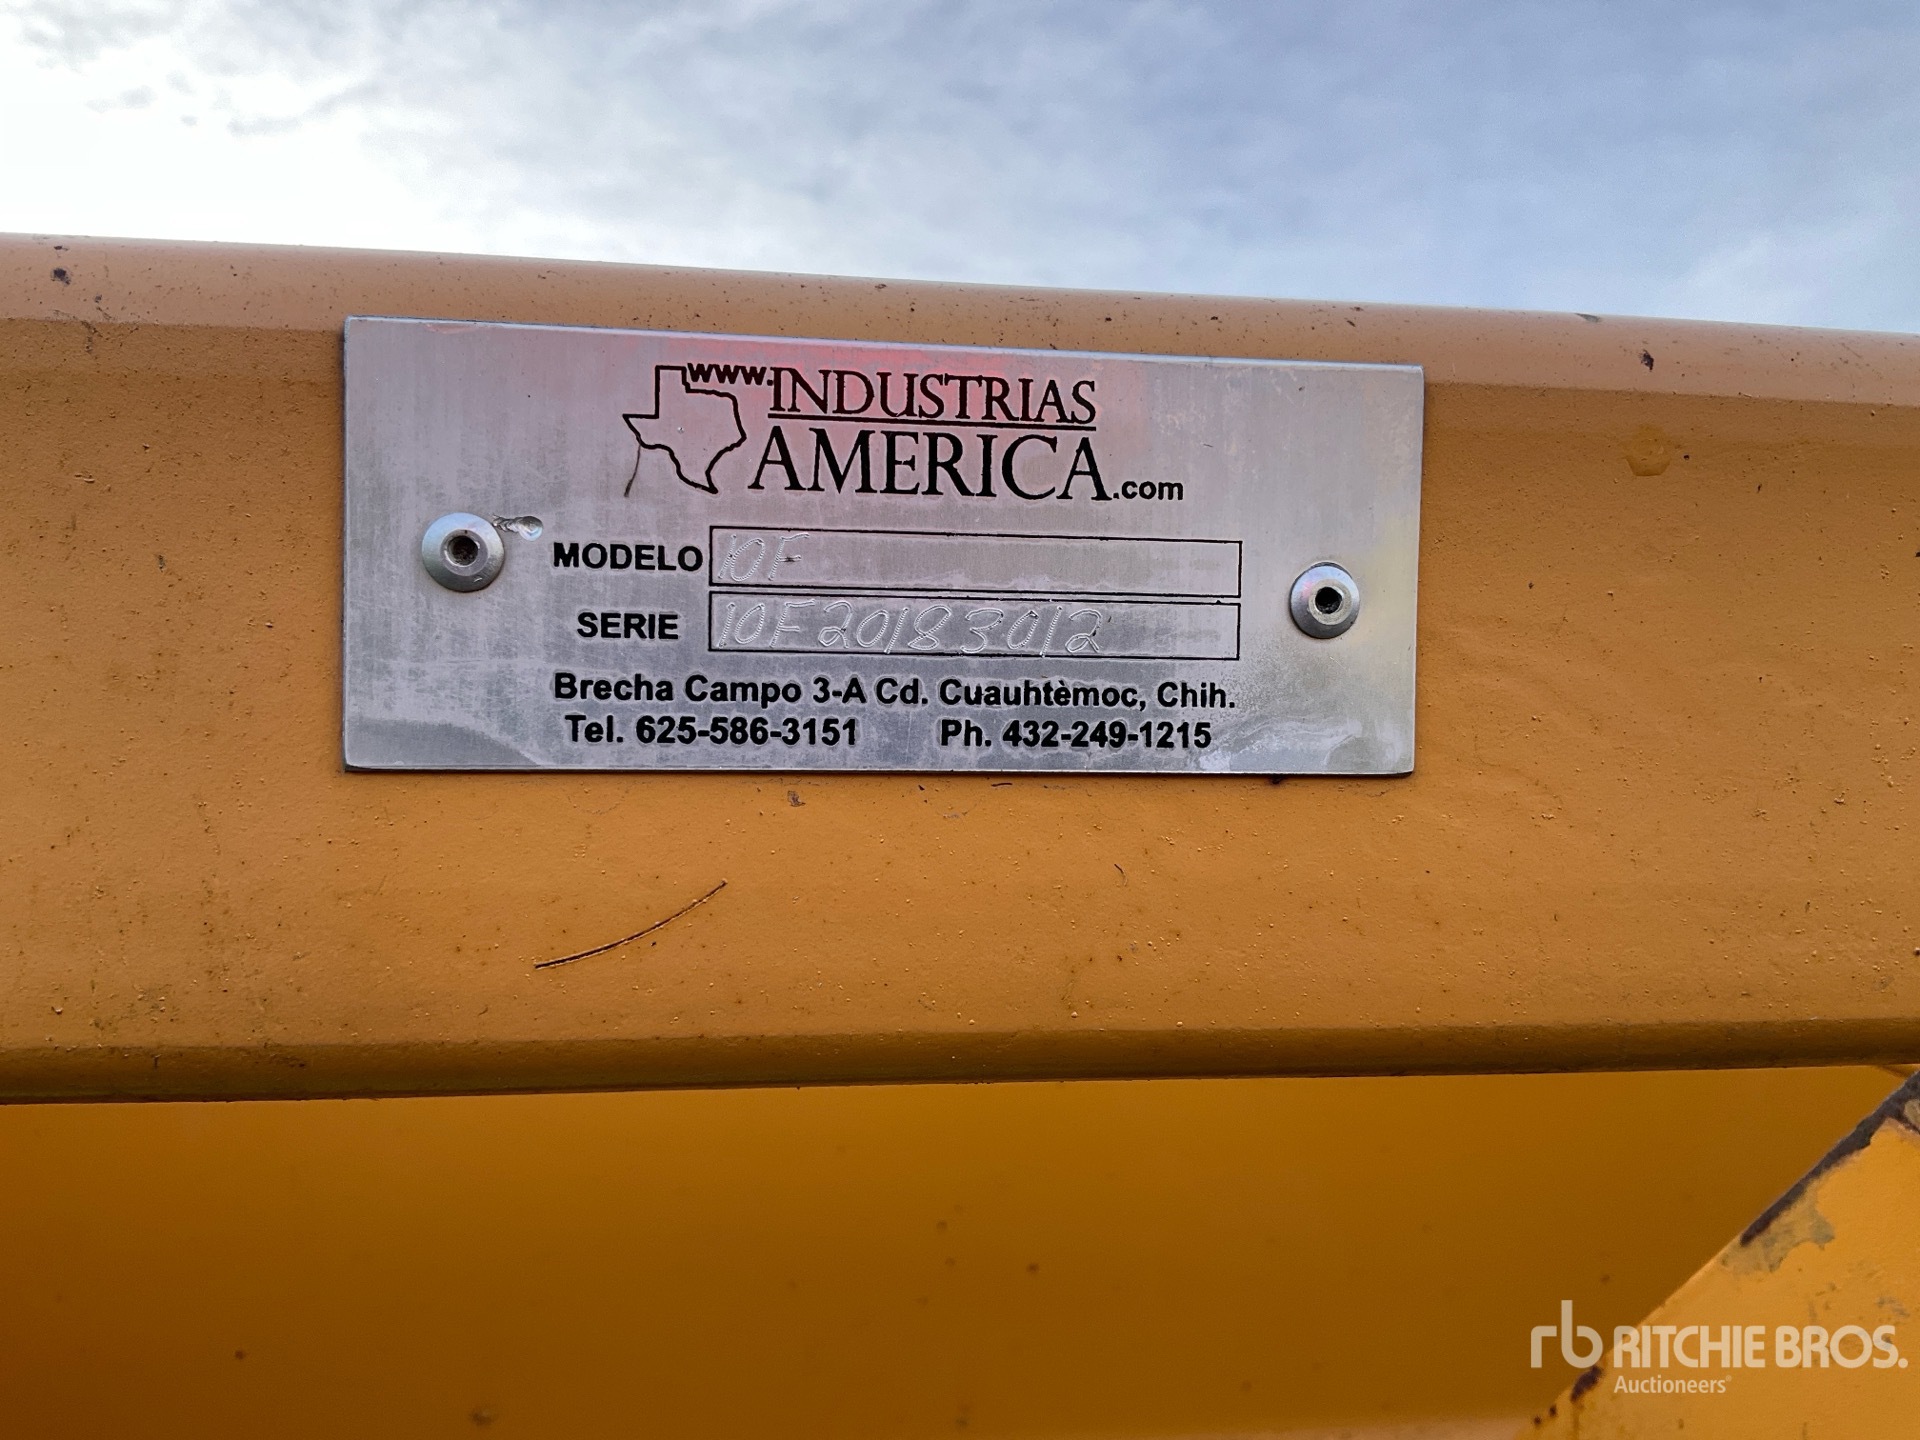 www.INDUSTRIAS
AMERICA.com
MODELO 10F
SERIE 10F20183012
Brecha Campo 3-A Cd. Cuauhtèmoc, Chih.
Tel. 625-586-3151 Ph. 432-249-1215
rb RITCHIE BROS.
Auctioneers